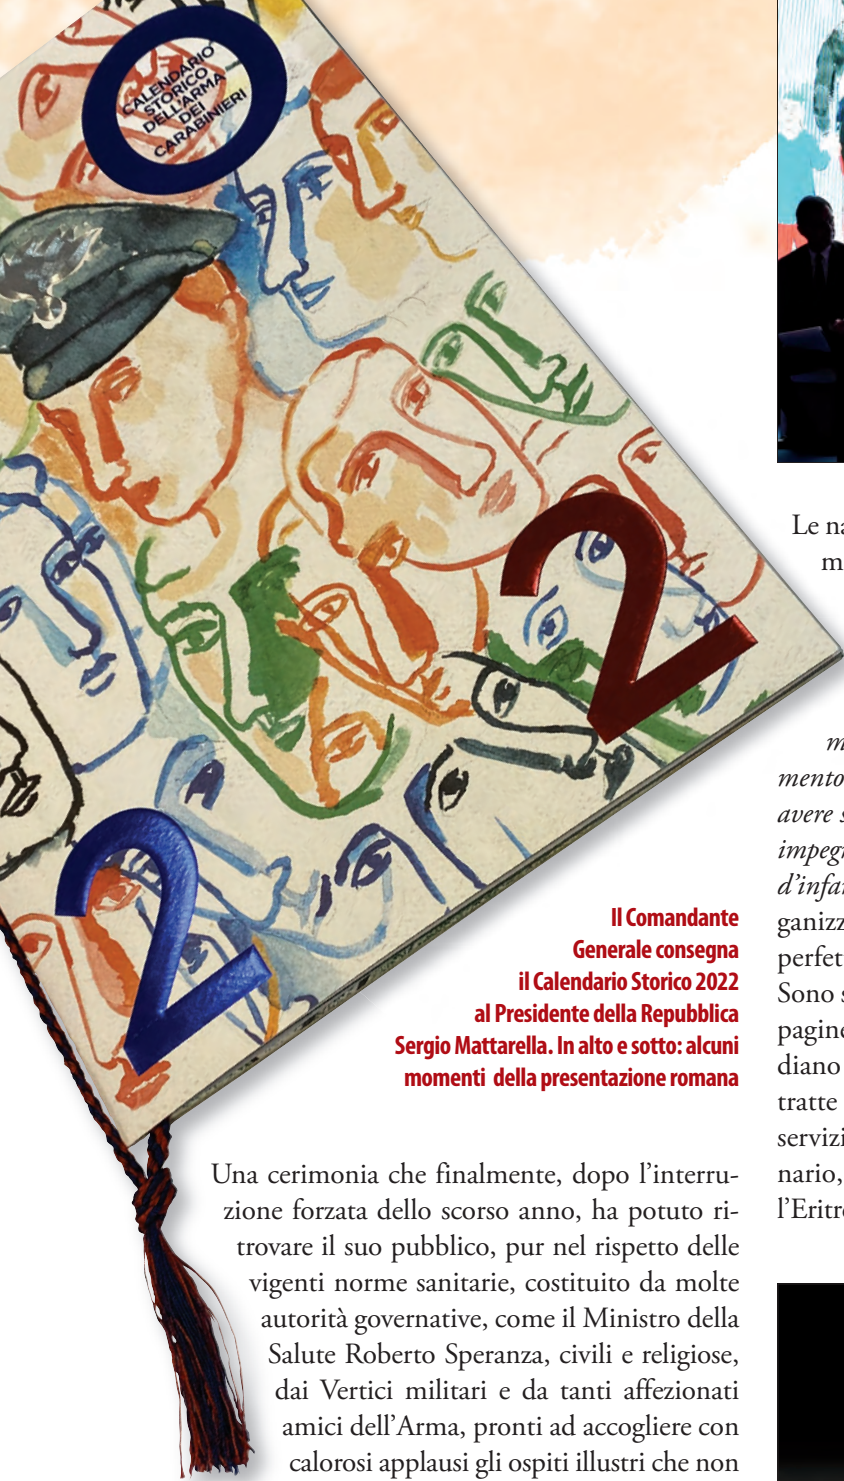 CALENDARIO
STORICO
DELL'ARMA
DEI
CARABINIERI
2
0
2
2
Il Comandante
Generale consegna
il Calendario Storico 2022
al Presidente della Repubblica
Sergio Mattarella. In alto e sotto: alcuni
momenti della presentazione romana
Una cerimonia che finalmente, dopo l'interru-
zione forzata dello scorso anno, ha potuto ri-
trovare il suo pubblico, pur nel rispetto delle
vigenti norme sanitarie, costituito da molte
autorità governative, come il Ministro della
Salute Roberto Speranza, civili e religiose,
dai Vertici militari e da tanti affezionati
amici dell'Arma, pronti ad accogliere con
calorosi applausi gli ospiti illustri che non
Le
mento
avere
ganizz
perfet
Sono
pagine
diano
tratte
servizi
nario,